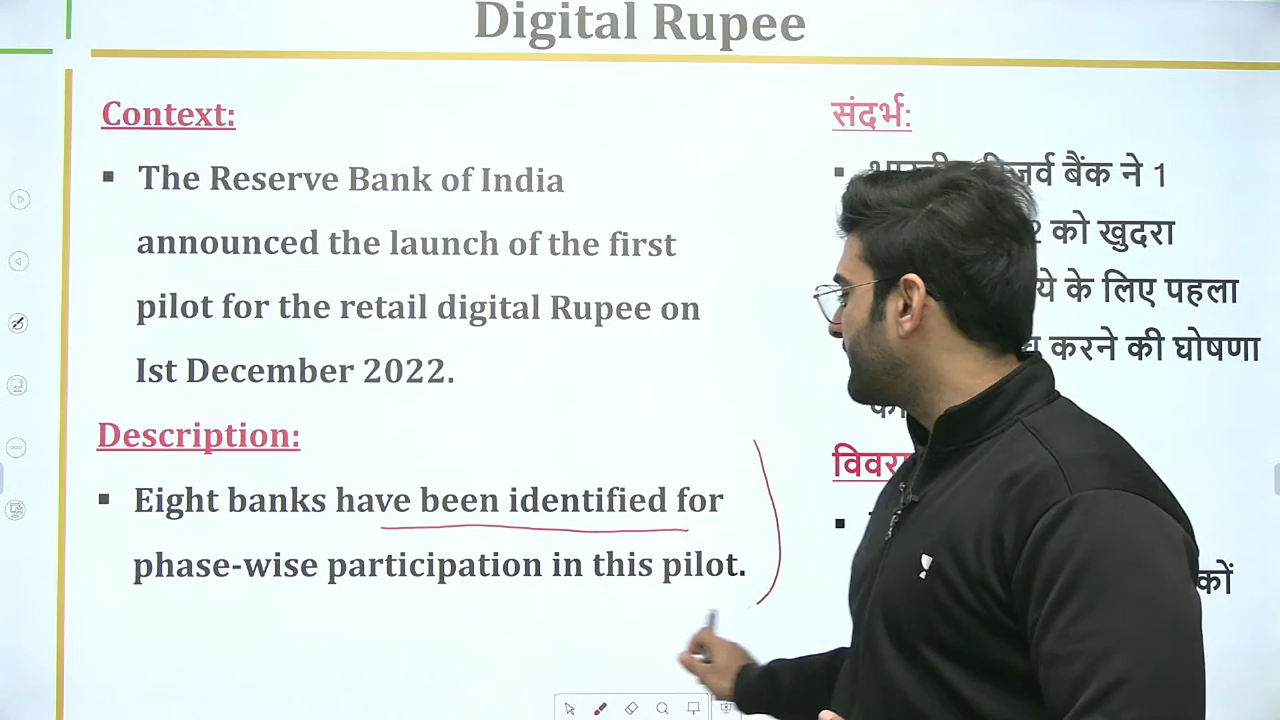 Digital Rupee
Context:
▪ The Reserve Bank of India
announced the launch of the first
pilot for the retail digital Rupee on
Ist December 2022.
Description:
▪ Eight banks have been identified for
phase-wise participation in this pilot.
संदर्भ:
बैंक ने 1
को खुदरा
के लिए पहला
करने की घोषणा